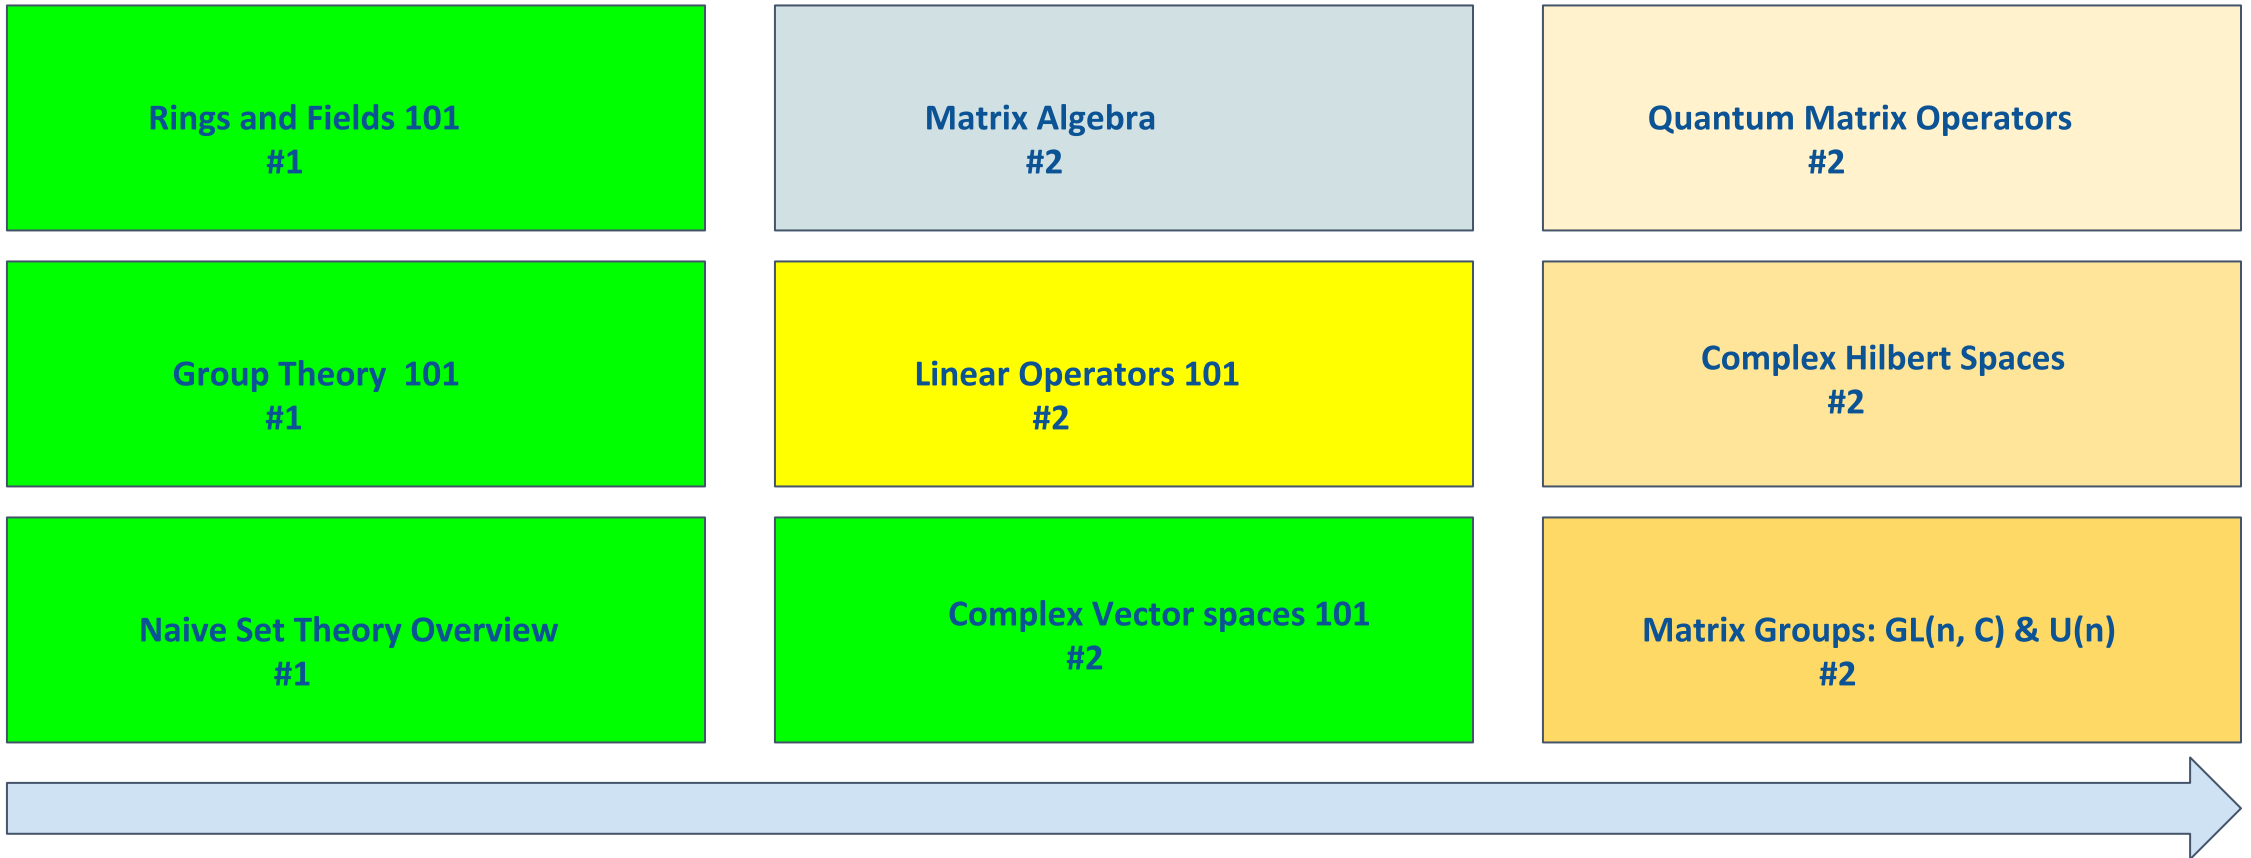 Rings and Fields 101
#1
Matrix Algebra
#2
Quantum Matrix Operators
#2
Group Theory  101
#1
Linear Operators 101
#2
Complex Hilbert Spaces
#2
Naive Set Theory Overview
#1
Complex Vector spaces 101
#2
Matrix Groups: GL(n, C) & U(n)
#2